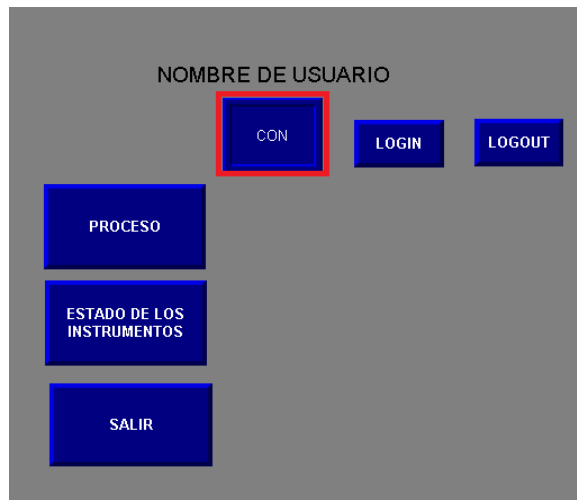 NOMBRE DE USUARIO
CON
LOGIN
LOGOUT
PROCESO
ESTADO DE LOS
INSTRUMENTOS
SALIR